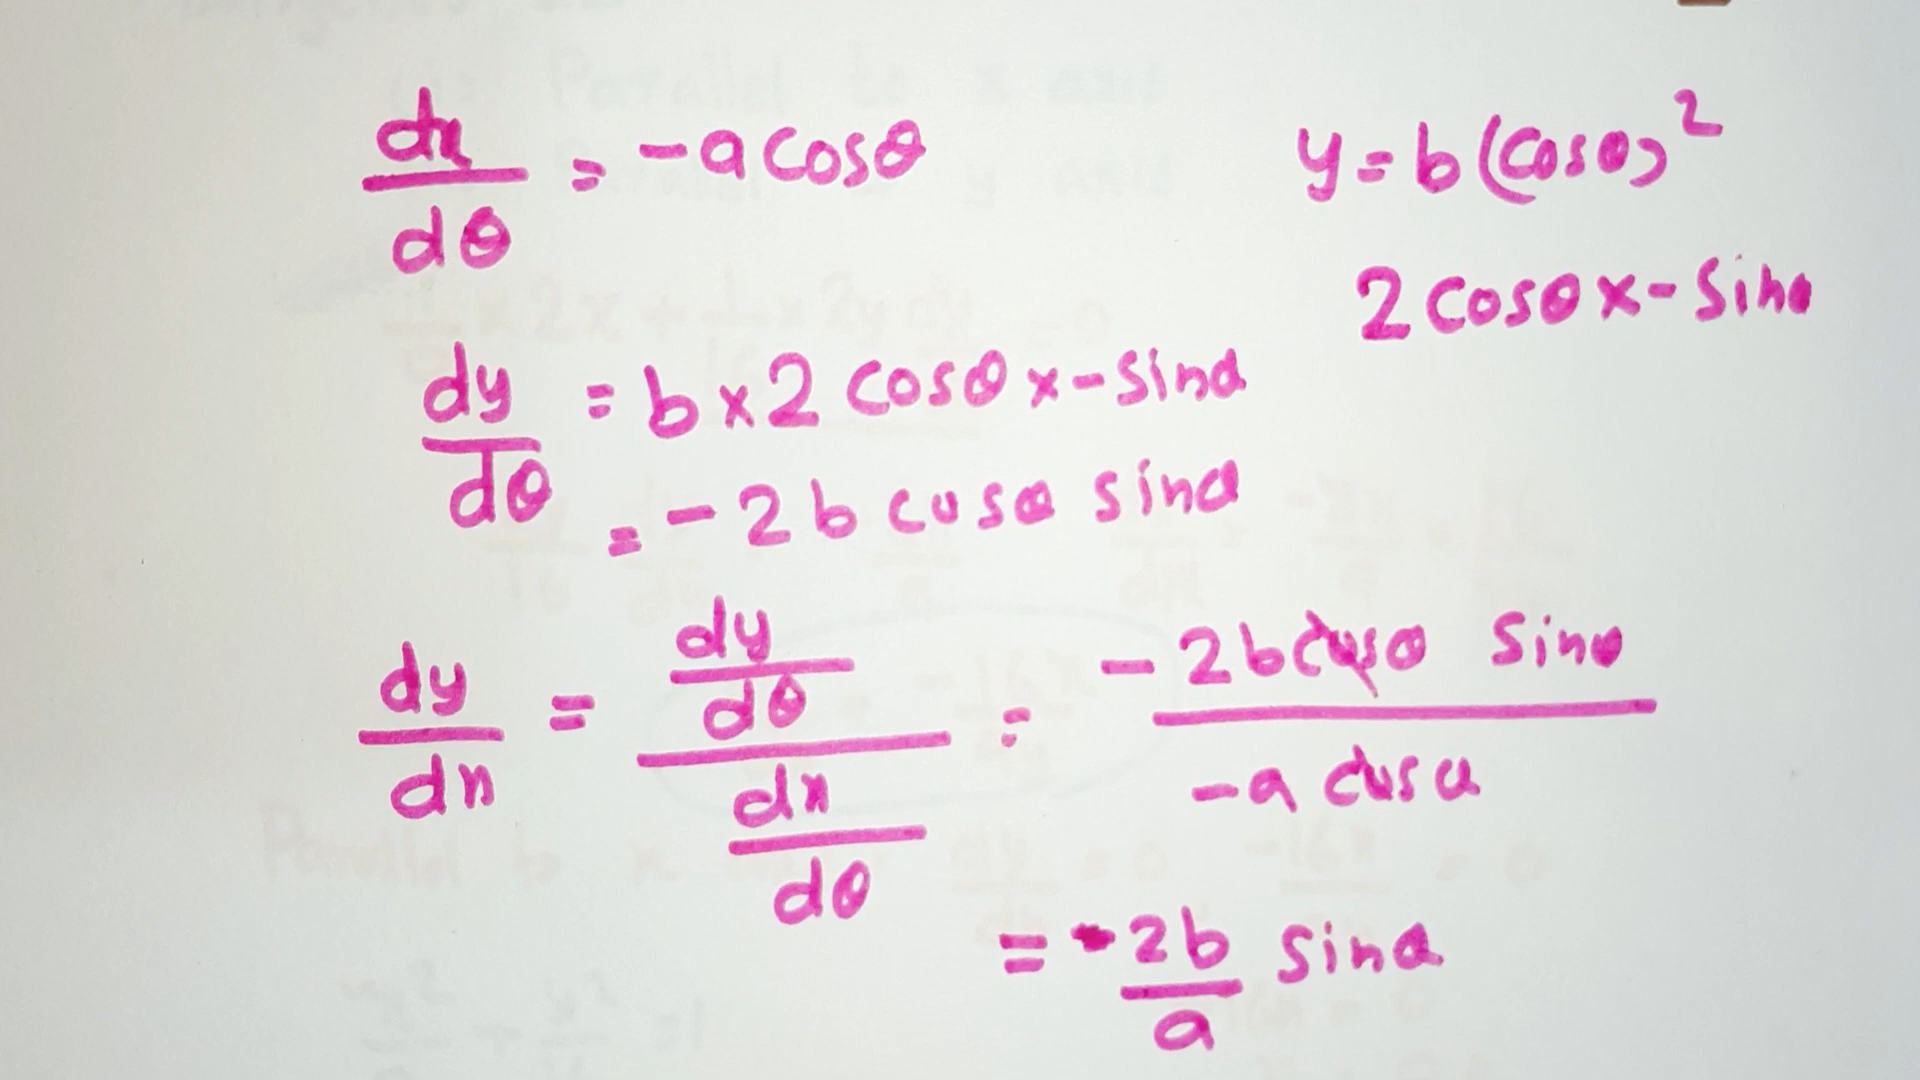 dx/dθ = -a cosθ
y = b(cosθ)²
2 cosθ x - sinθ
dy/dθ = b x 2 cosθ x - sinθ
= -2b cosθ sinθ
dy/dx = dy/dθ / dx/dθ = -2b cosθ sinθ / -a cosθ
= 2b/a sinθ